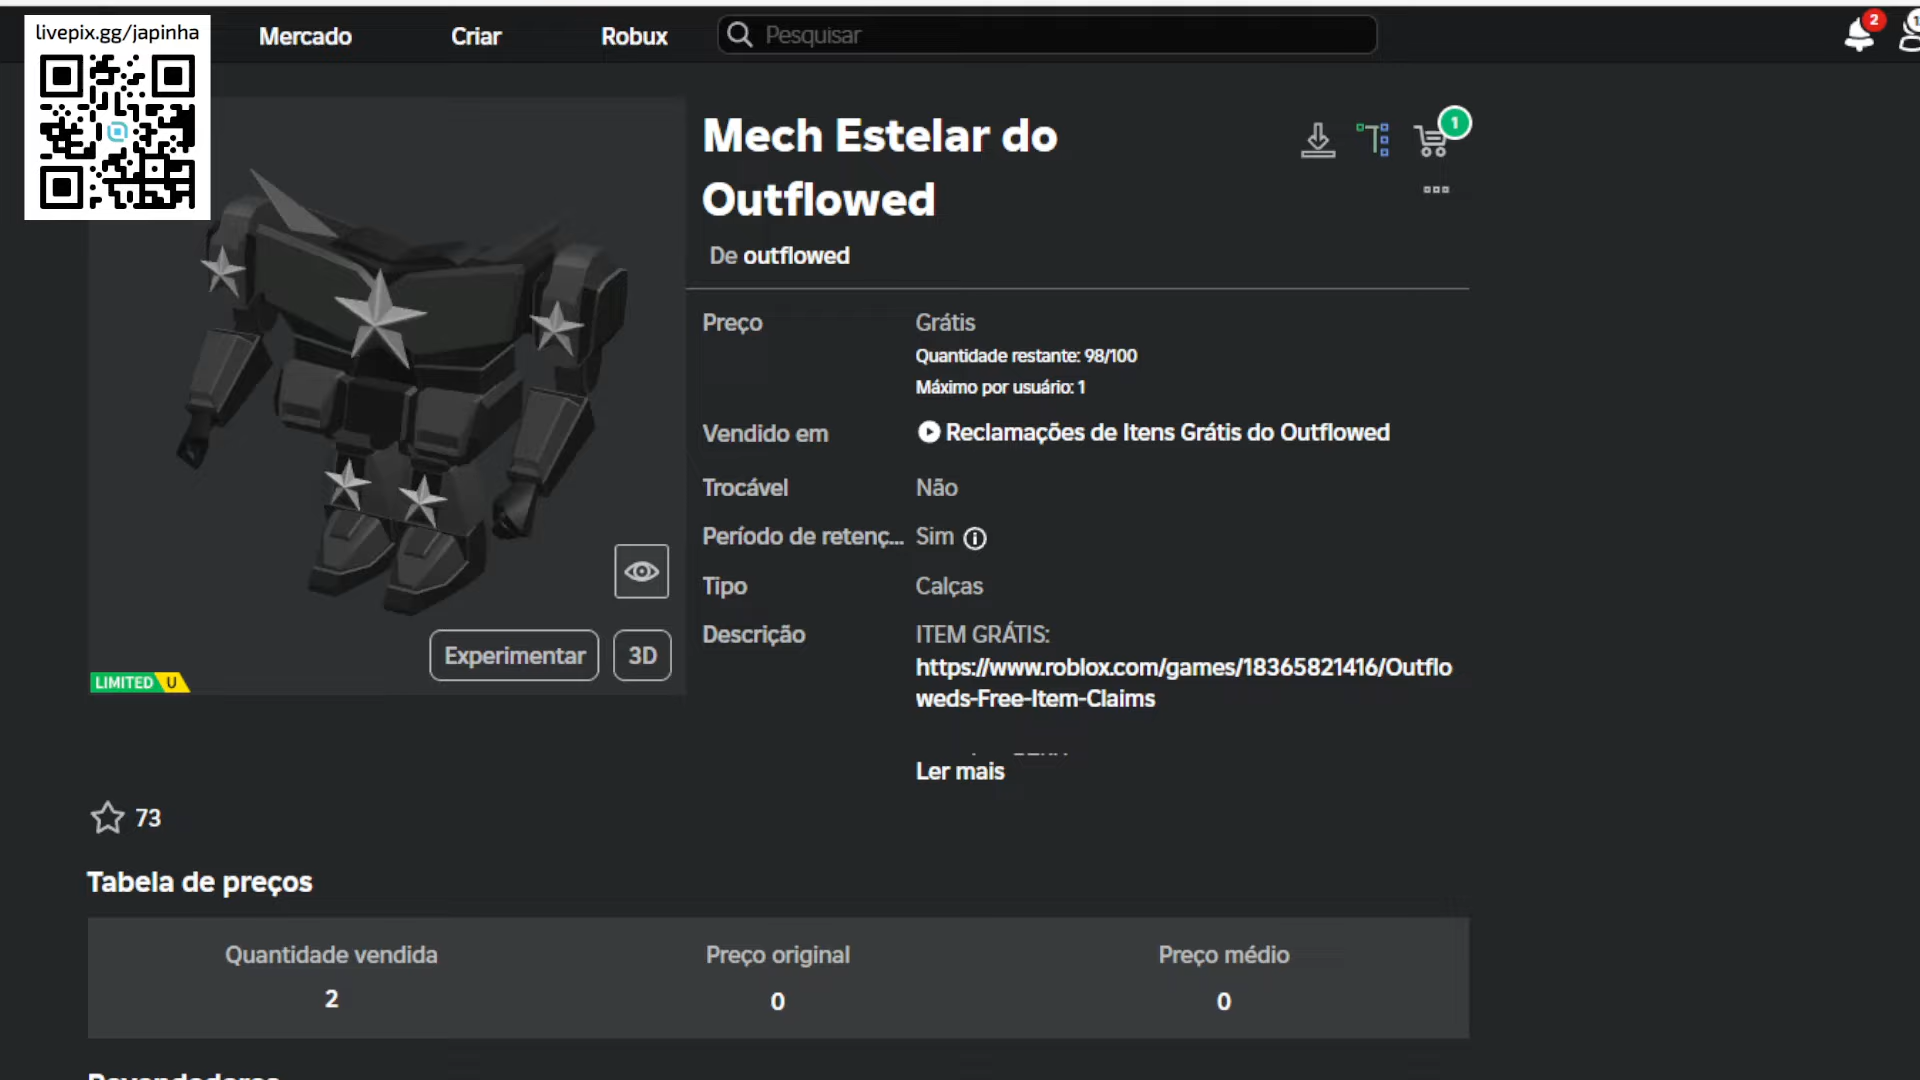 livepix.gg/japinha
Mercado
Criar
Robux
Pesquisar
2
Mech Estelar do
Outflowed
1
De outflowed
Preço
Grátis
Quantidade restante: 98/100
Máximo por usuário: 1
Vendido em
Reclamações de Itens Grátis do Outflowed
Trocável
Não
Período de retenç...
Sim
Tipo
Calças
Descrição
ITEM GRÁTIS:
https://www.roblox.com/games/18365821416/Outflo
weds-Free-Item-Claims
Ler mais
Experimentar
3D
LIMITED U
73
Tabela de preços
Quantidade vendida
Preço original
Preço médio
2
0
0